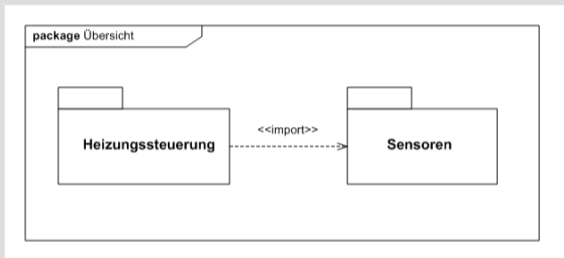 package Übersicht
<<import>>
Heizungssteuerung
Sensoren